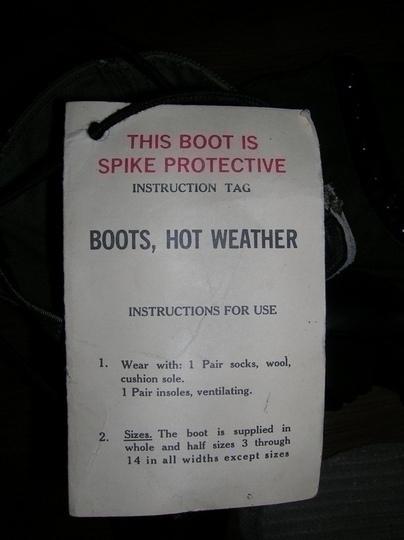 THIS BOOT IS
SPIKE PROTECTIVE
INSTRUCTION TAG
BOOTS, HOT WEATHER
INSTRUCTIONS FOR USE
1. Wear with: 1 Pair socks, wool,
cushion sole.
1 Pair insoles, ventilating.
2. Sizes. The boot is supplied in
whole and half sizes 3 through
14 in all widths except sizes